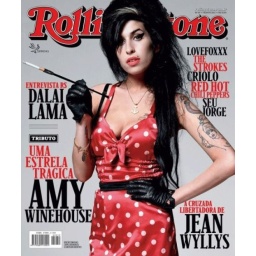 Rolling Stone
LOVEFOXXX
THE
STROKES
CRIOLO
RED HOT
CHILI PEPPERS
SEU
JORGE
ENTREVISTA RS
DALAI
LAMA
TRIBUTO
UMA
ESTRELA
TRÁGICA
AMY
WINEHOUSE
A CRUZADA
LIBERTADORA DE
JEAN
WYLLYS